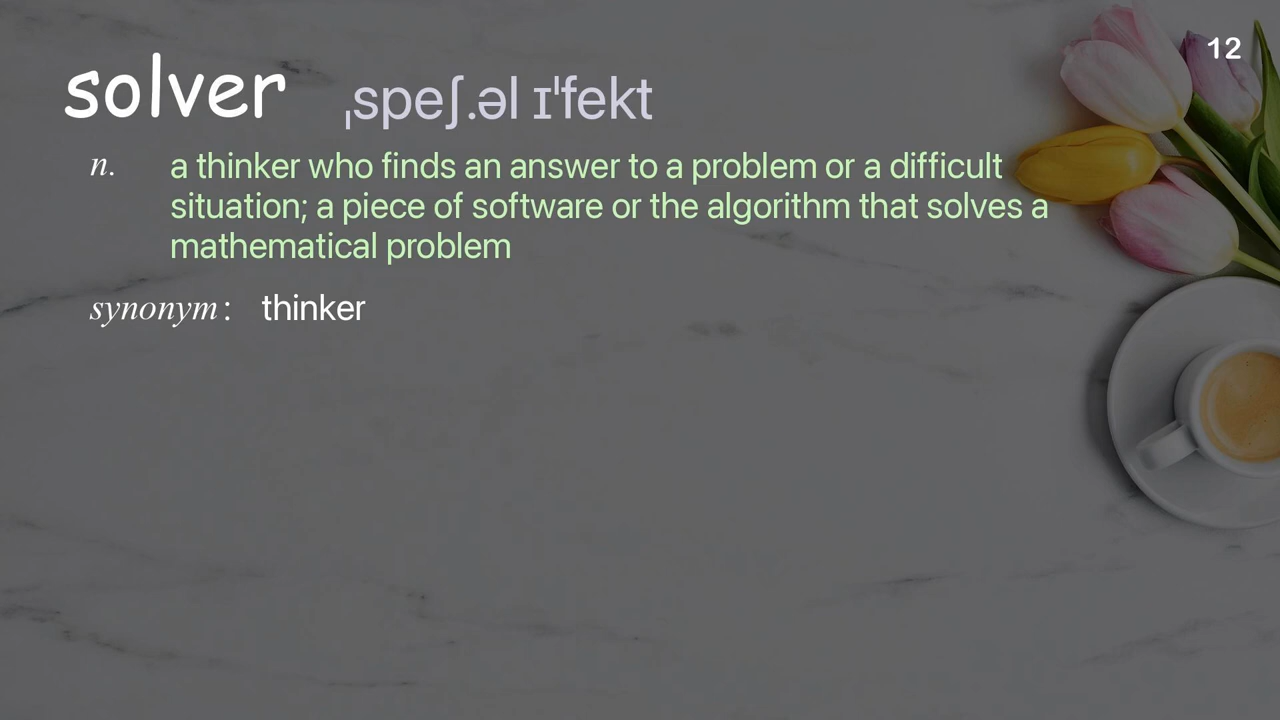 12
solver ˌspeʃ.əl ɪˈfekt
n. a thinker who finds an answer to a problem or a difficult
situation; a piece of software or the algorithm that solves a
mathematical problem
synonym: thinker